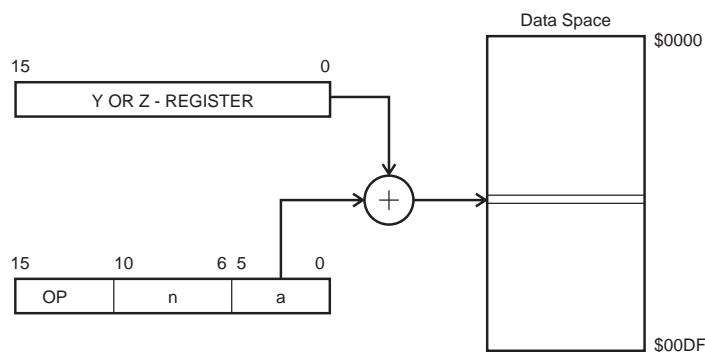 Data Space
$0000
15 0
Y OR Z - REGISTER
+
15 10 6 5 0
OP n a
$00DF